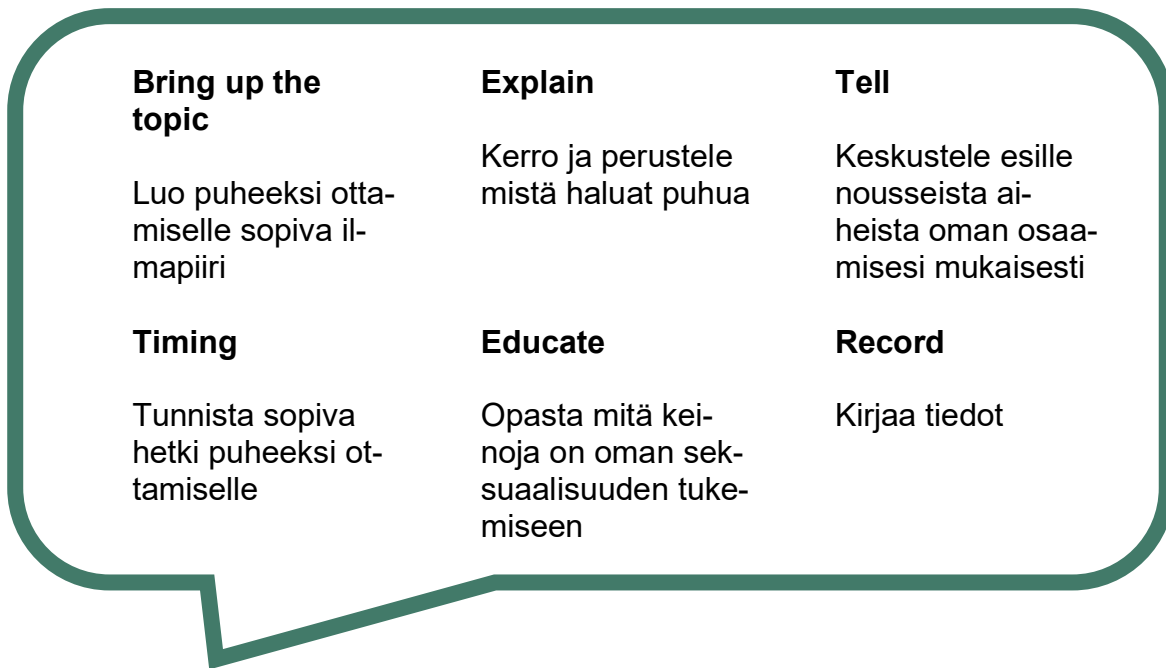 Bring up the
topic
Luo puheeksi otta-
miselle sopiva il-
mapiiri
Explain
Kerro ja perustele
mistä haluat puhua
Tell
Keskustele esille
nousseista ai-
heista oman osaa-
misesi mukaisesti
Timing
Tunnista sopiva
hetki puheeksi ot-
tamiselle
Educate
Opasta mitä kei-
noja on oman sek-
suaalisuuden tuke-
miseen
Record
Kirjaa tiedot